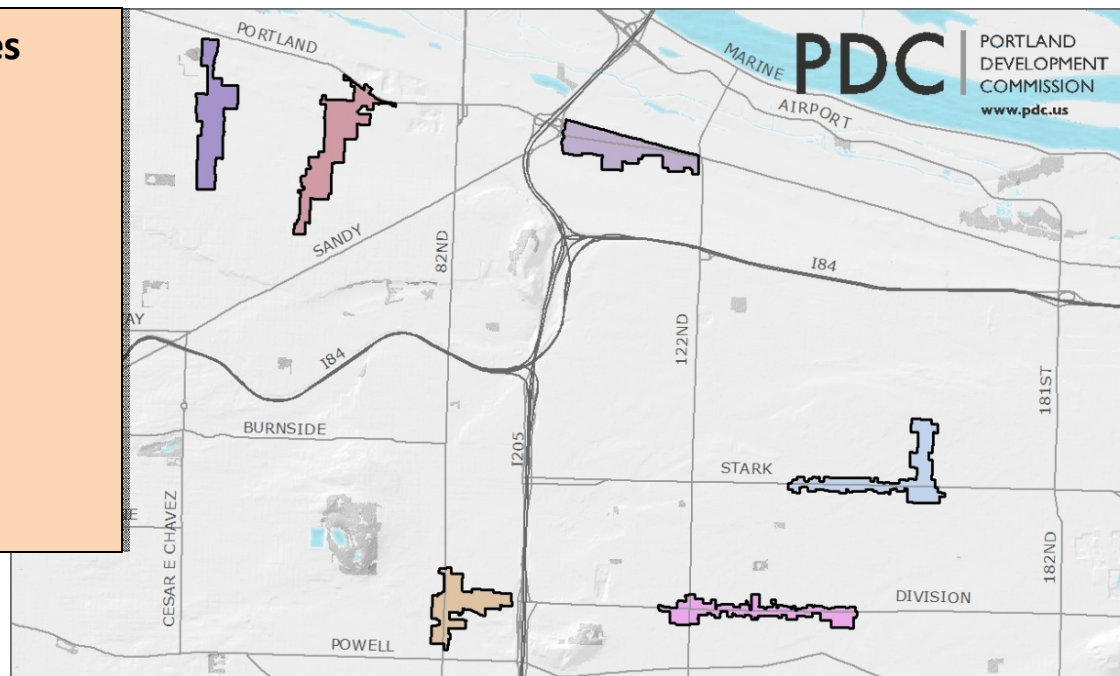 es
PORTLAND
MARINE
AIRPORT
PDC
PORTLAND
DEVELOPMENT
COMMISSION
www.pdc.us
SANDY
82ND
I84
122ND
AY
I84
181ST
BURNSIDE
I205
STARK
CESAR E CHAVEZ
E
182ND
DIVISION
POWELL